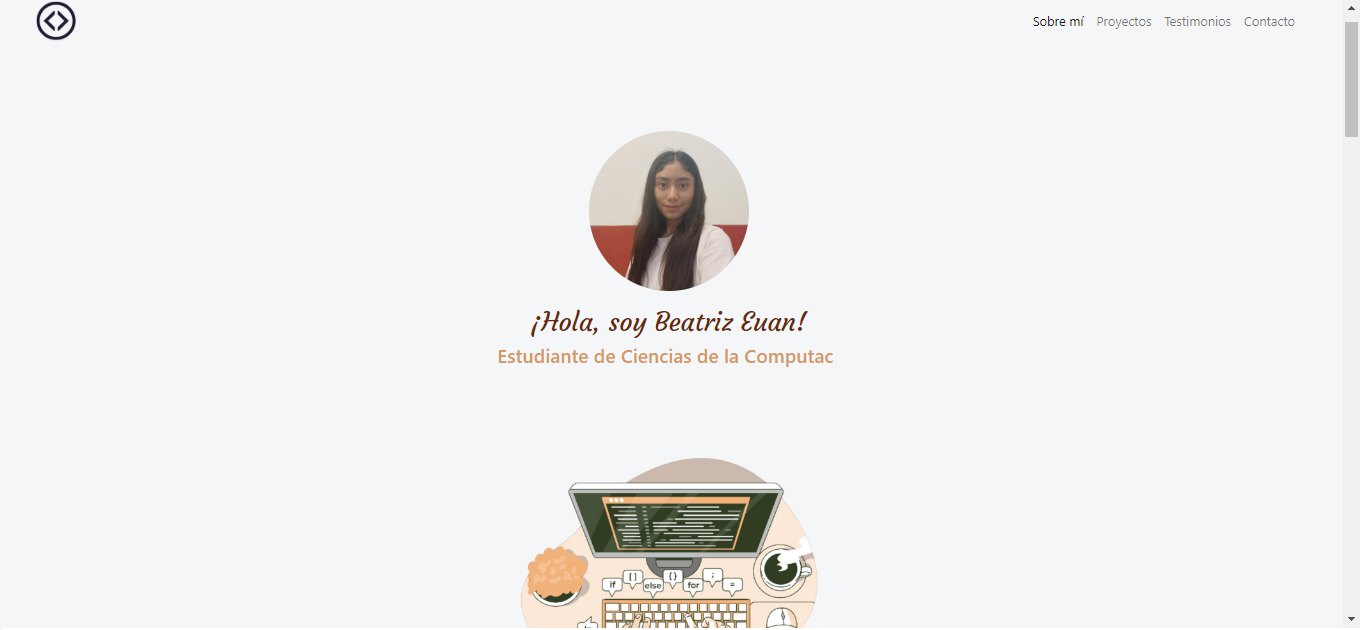 Sobre mí Proyectos Testimonios Contacto
¡Hola, soy Beatriz Euan!
Estudiante de Ciencias de la Computac
[] {} ;
if else for =